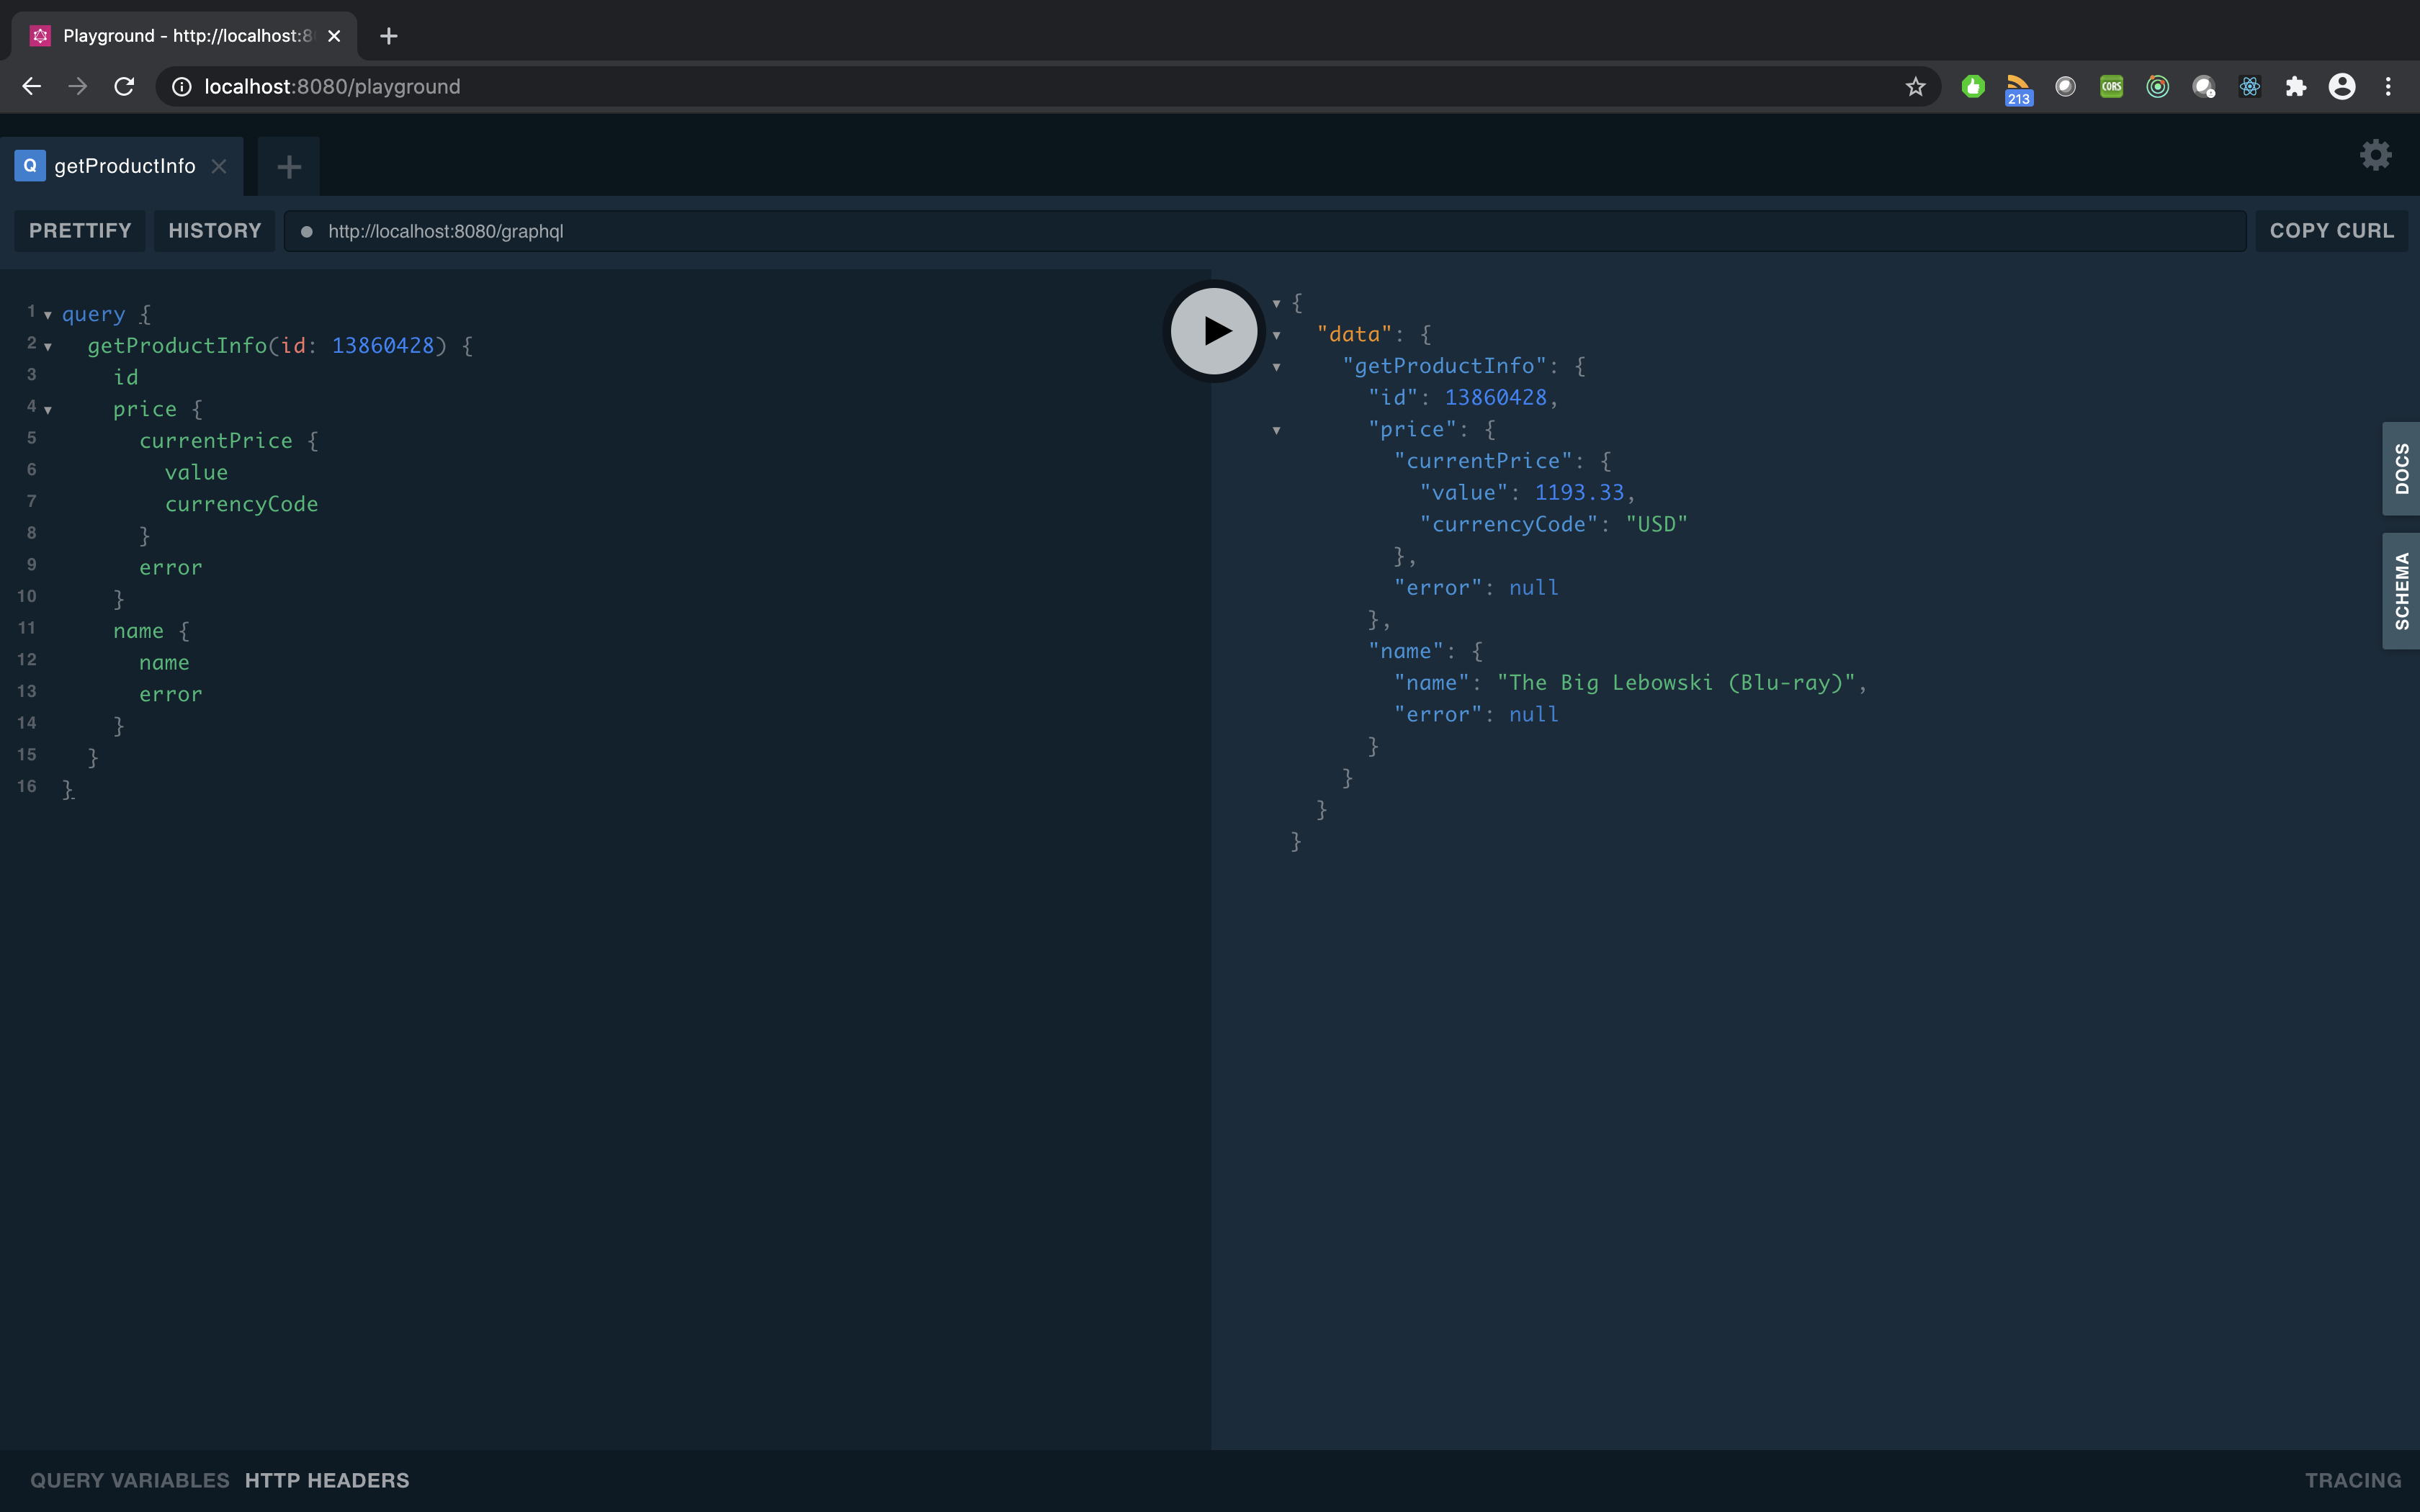 Playground - http://localhost:8
localhost:8080/playground
CORS
213
Q getProductInfo
PRETTIFY HISTORY http://localhost:8080/graphql COPY CURL
1 query {
2 getProductInfo(id: 13860428) {
3 id
4 price {
5 currentPrice {
6 value
7 currencyCode
8 }
9 error
10 }
11 name {
12 name
13 error
14 }
15 }
16 }
{
"data": {
"getProductInfo": {
"id": 13860428,
"price": {
"currentPrice": {
"value": 1193.33,
"currencyCode": "USD"
},
"error": null
},
"name": {
"name": "The Big Lebowski (Blu-ray)",
"error": null
}
}
}
}
DOCS
SCHEMA
QUERY VARIABLES HTTP HEADERS TRACING